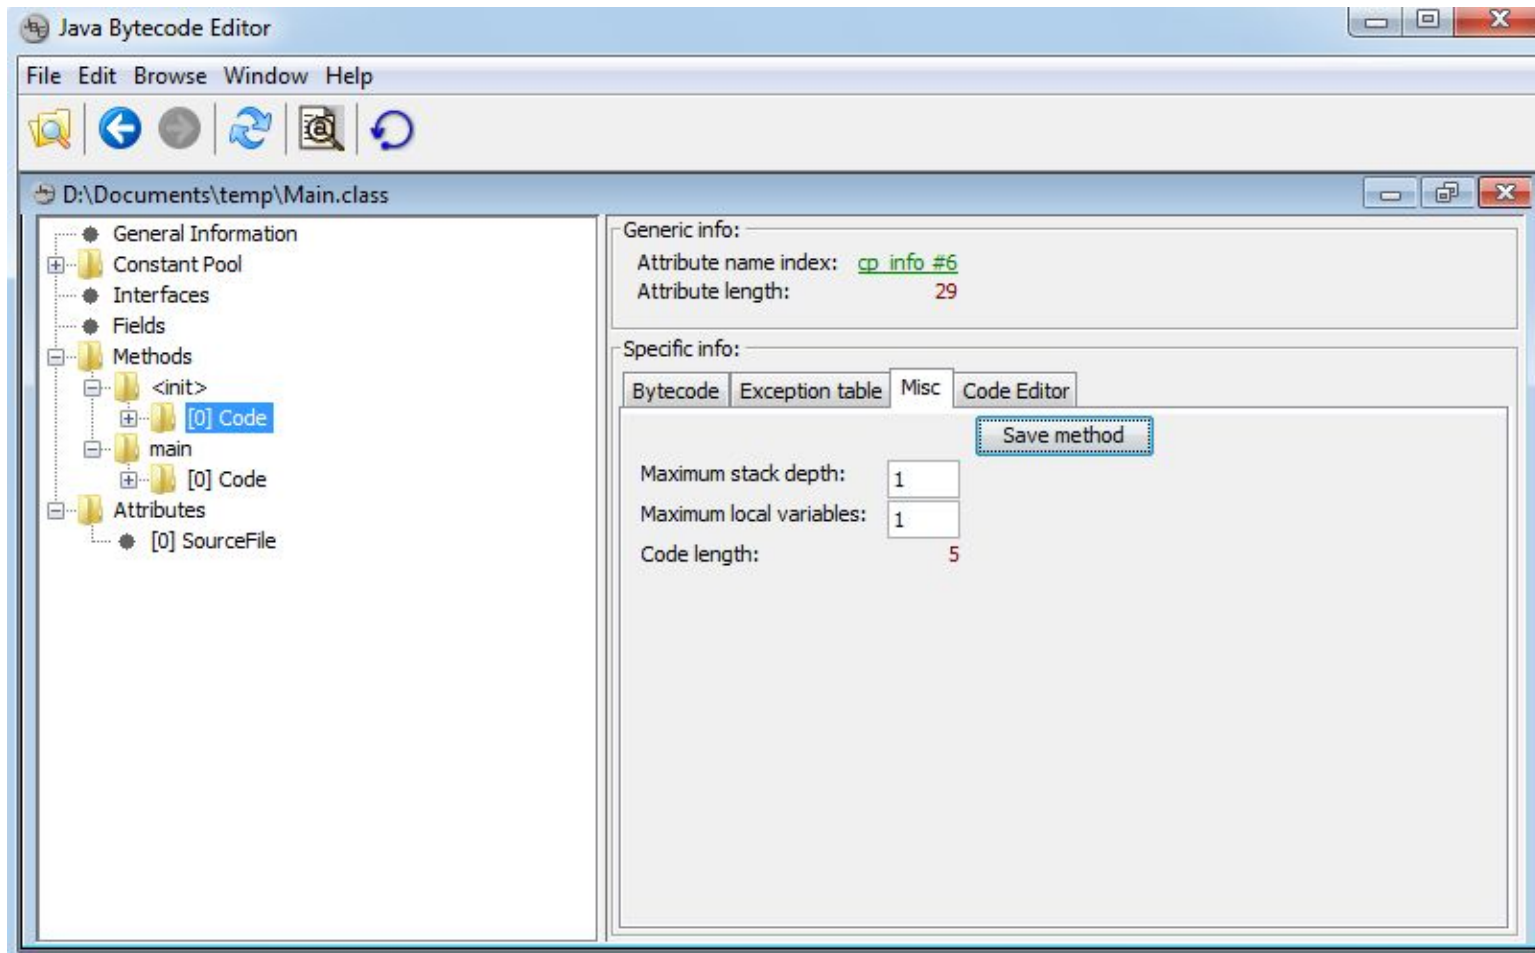 Java Bytecode Editor
File Edit Browse Window Help
D:\Documents\temp\Main.class
General Information
Constant Pool
Interfaces
Fields
Methods
<init>
[0] Code
main
[0] Code
Attributes
[0] SourceFile
Generic info:
Attribute name index: cp_info #6
Attribute length: 29
Specific info:
Bytecode Exception table Misc Code Editor
Save method
Maximum stack depth: 1
Maximum local variables: 1
Code length: 5